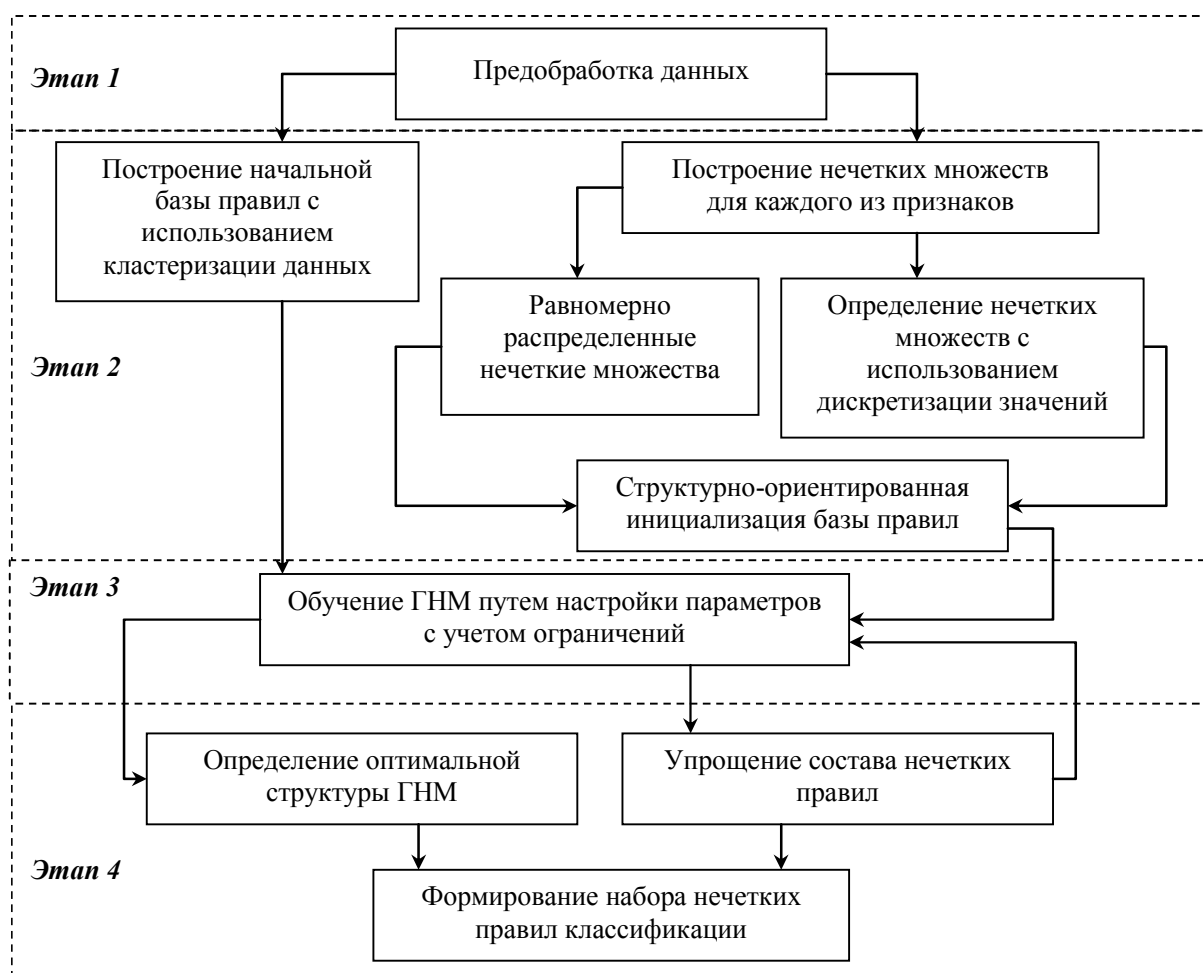 Этап 1
Предобработка данных
Построение начальной
базы правил с
использованием
кластеризации данных
Построение нечетких множеств
для каждого из признаков
Этап 2
Равномерно
распределенные
нечеткие множества
Определение нечетких
множеств с
использованием
дискретизации значений
Структурно-ориентированная
инициализация базы правил
Этап 3
Обучение ГНМ путем настройки параметров
с учетом ограничений
Определение оптимальной
структуры ГНМ
Упрощение состава нечетких
правил
Этап 4
Формирование набора нечетких
правил классификации